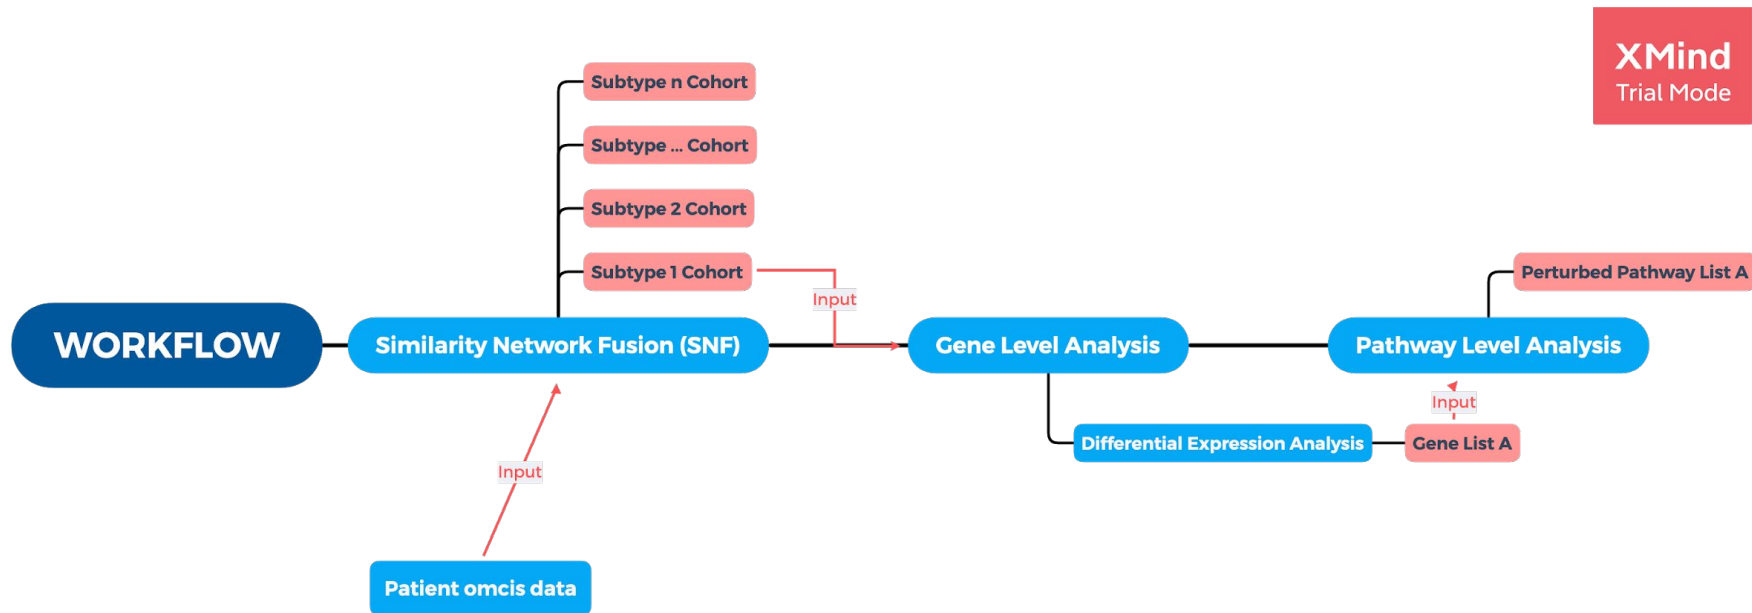 XMind
Trial Mode
Subtype n Cohort
Subtype ... Cohort
Subtype 2 Cohort
Subtype 1 Cohort
Input
Perturbed Pathway List A
WORKFLOW
Similarity Network Fusion (SNF)
Gene Level Analysis
Pathway Level Analysis
Input
Differential Expression Analysis
Gene List A
Input
Patient omcis data